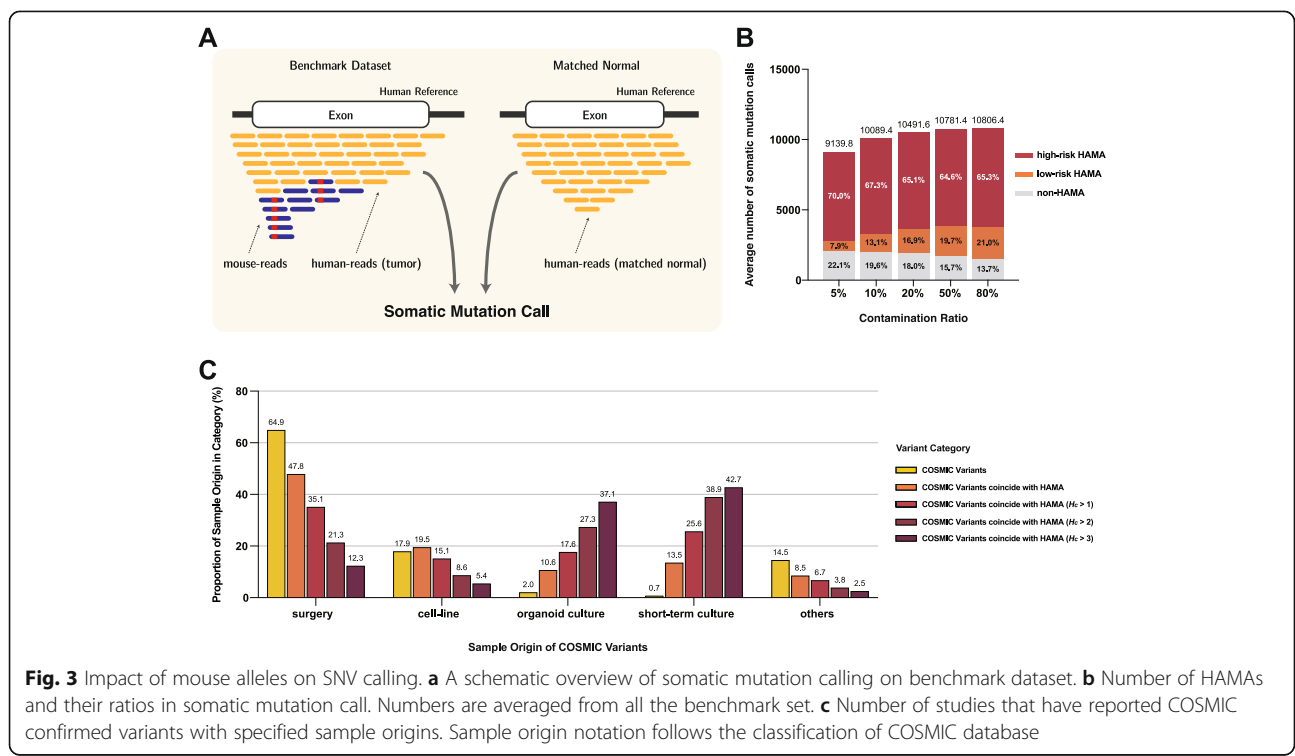 A
Benchmark Dataset
Matched Normal
Human Reference
Human Reference
Exon
Exon
mouse-reads
human-reads (tumor)
human-reads (matched normal)
Somatic Mutation Call
B
Average number of somatic mutation calls
15000
10000
5000
0
9139.8
10089.4
10491.6
10781.4
10806.4
70.0%
67.3%
65.1%
64.6%
65.3%
7.9%
13.1%
16.9%
19.7%
21.0%
22.1%
19.6%
18.0%
15.7%
13.7%
5%
10%
20%
50%
80%
Contamination Ratio
high-risk HAMA
low-risk HAMA
non-HAMA
C
Proportion of Sample Origin in Category (%)
80
60
40
20
0
64.9
47.8
35.1
21.3
12.3
17.9
19.5
15.1
8.6
5.4
2.0
10.6
17.6
27.3
37.1
0.7
13.5
25.6
38.9
42.7
14.5
8.5
6.7
3.8
2.5
surgery
cell-line
organoid culture
short-term culture
others
Sample Origin of COSMIC Variants
Variant Category
COSMIC Variants
COSMIC Variants coincide with HAMA
COSMIC Variants coincide with HAMA (Hc > 1)
COSMIC Variants coincide with HAMA (Hc > 2)
COSMIC Variants coincide with HAMA (Hc > 3)
Fig. 3 Impact of mouse alleles on SNV calling. a A schematic overview of somatic mutation calling on benchmark dataset. b Number of HAMAs
and their ratios in somatic mutation call. Numbers are averaged from all the benchmark set. c Number of studies that have reported COSMIC
confirmed variants with specified sample origins. Sample origin notation follows the classification of COSMIC database